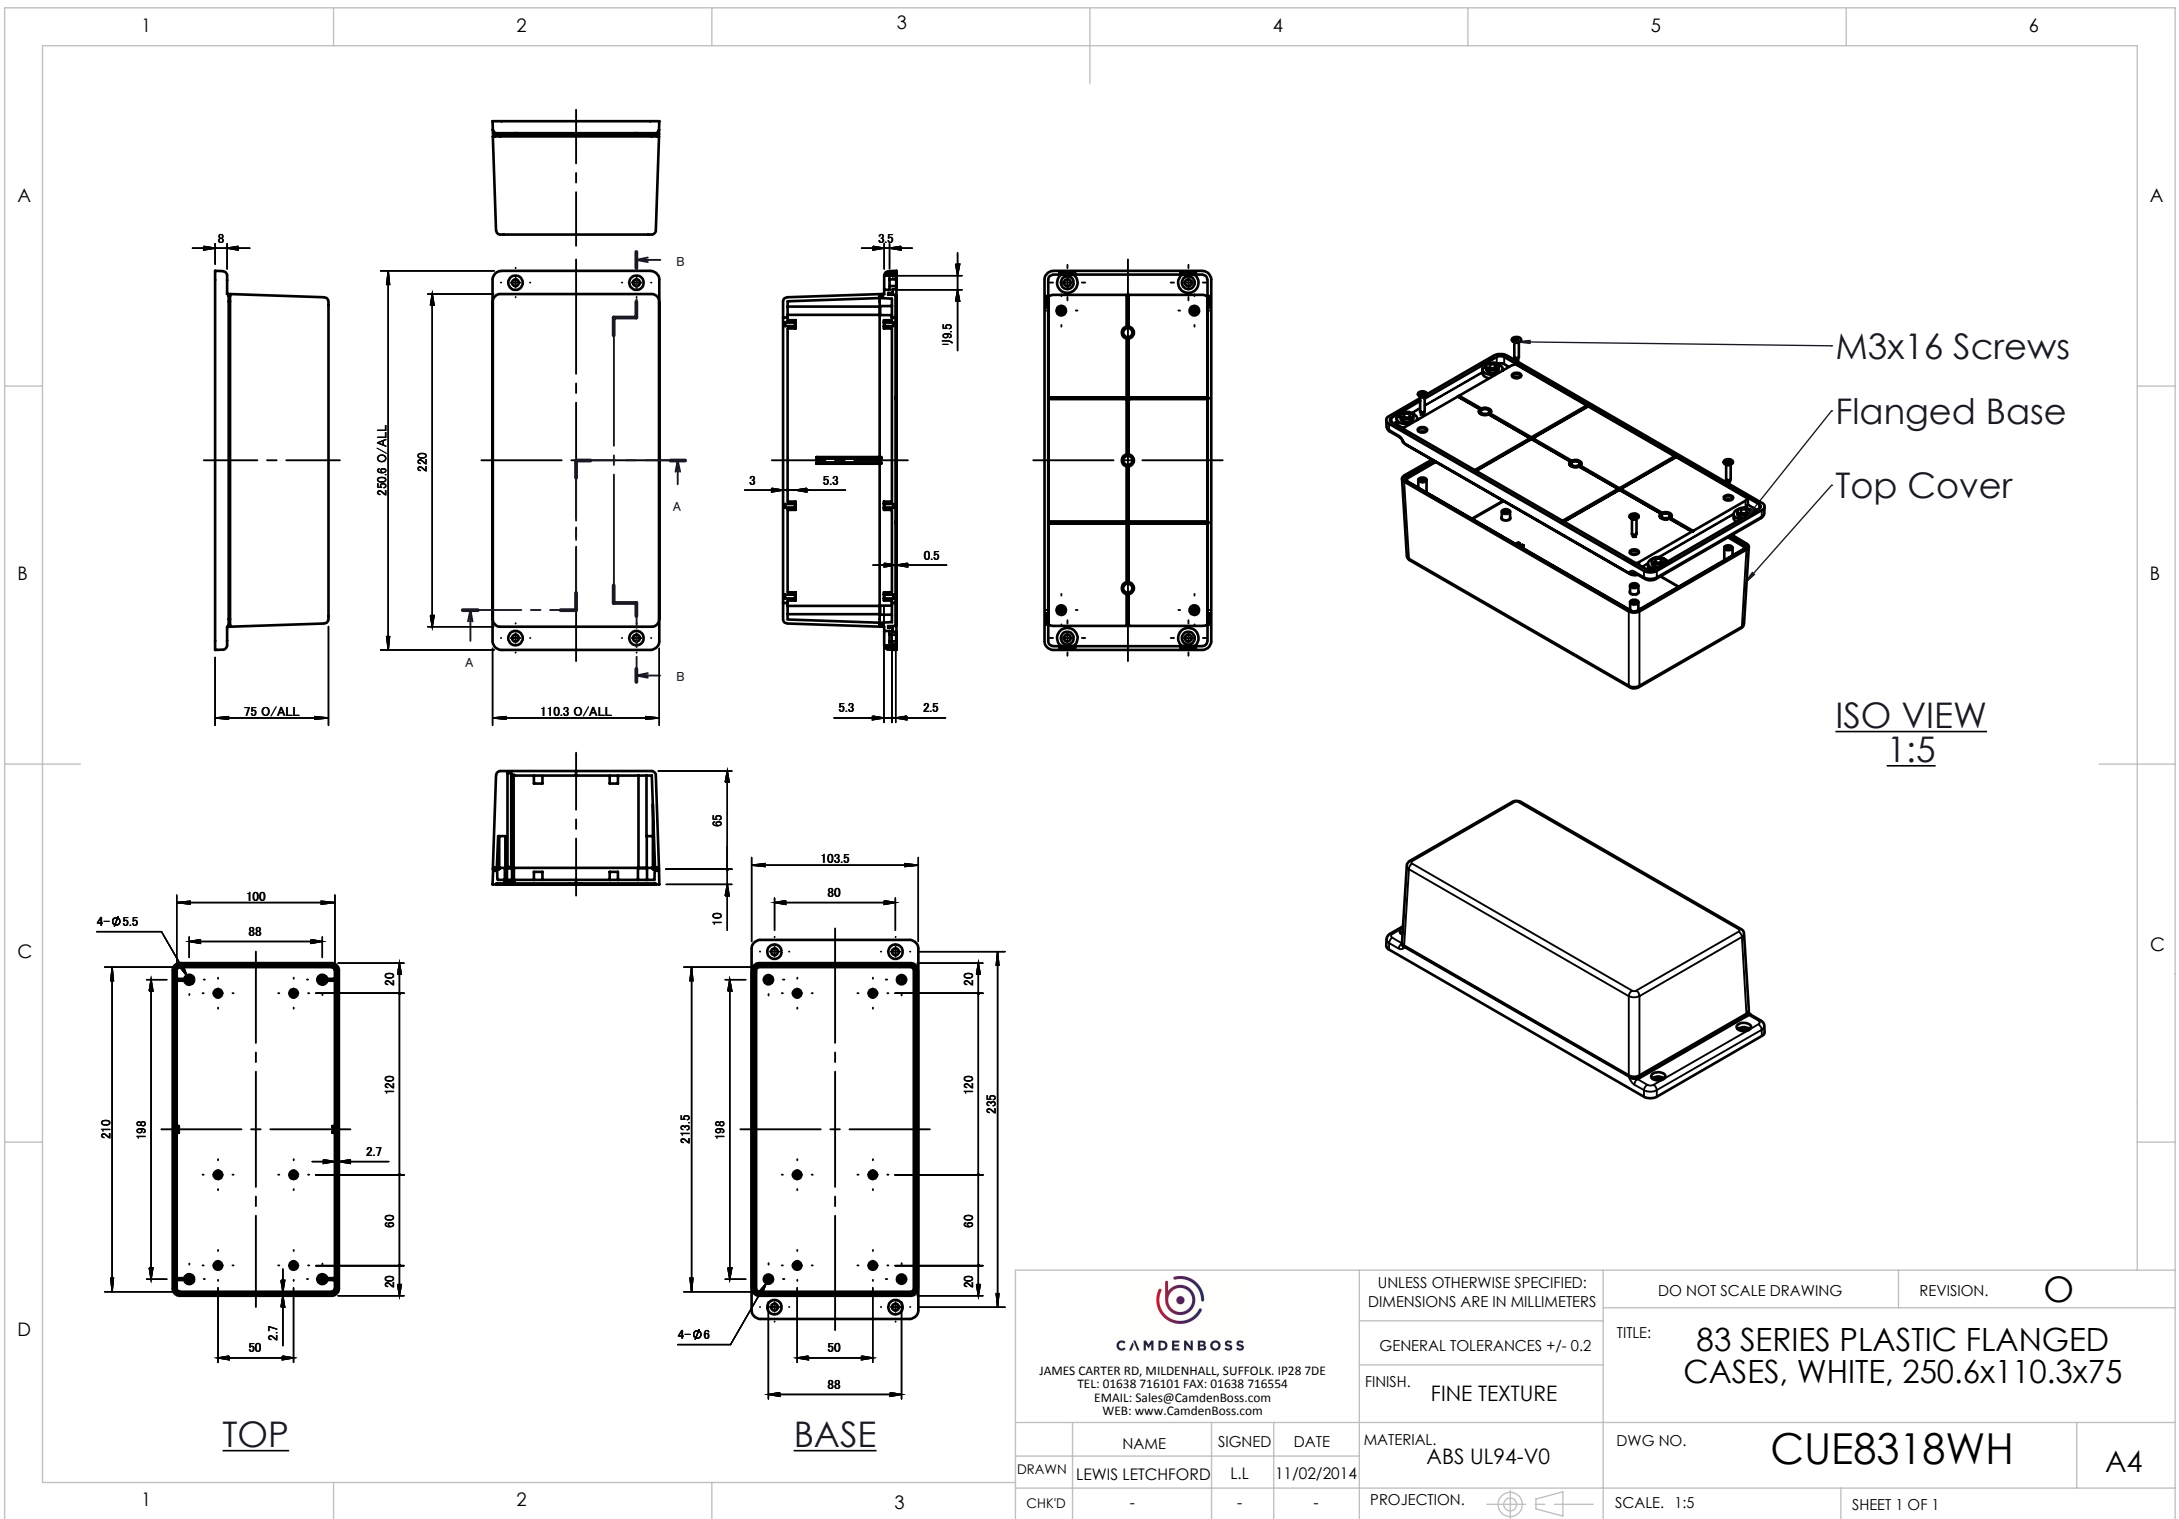 1 2 3 4 5 6
A A
B B
C C
D
8
B
250.6 O/ALL
220
A
A
B
75 O/ALL
110.3 O/ALL
3.5
9.5
3 5.3
0.5
5.3 2.5
M3x16 Screws
Flanged Base
Top Cover
ISO VIEW
1:5
65
10
100
4-Ø5.5
88
210
198
20
120
2.7
60
20
2.7
50
TOP
103.5
80
213.5
198
20
120
235
60
20
4-Ø6
50
88
BASE
CAMDENBOSS
JAMES CARTER RD, MILDENHALL, SUFFOLK. IP28 7DE
TEL: 01638 716101 FAX: 01638 716554
EMAIL: Sales@CamdenBoss.com
WEB: www.CamdenBoss.com
NAME SIGNED DATE
DRAWN LEWIS LETCHFORD L.L 11/02/2014
CHK'D - - -
UNLESS OTHERWISE SPECIFIED:
DIMENSIONS ARE IN MILLIMETERS
GENERAL TOLERANCES +/- 0.2
FINISH. FINE TEXTURE
MATERIAL. ABS UL94-V0
PROJECTION.
DO NOT SCALE DRAWING
REVISION. O
TITLE: 83 SERIES PLASTIC FLANGED
CASES, WHITE, 250.6x110.3x75
DWG NO. CUE8318WH
A4
SCALE. 1:5
SHEET 1 OF 1
1 2 3